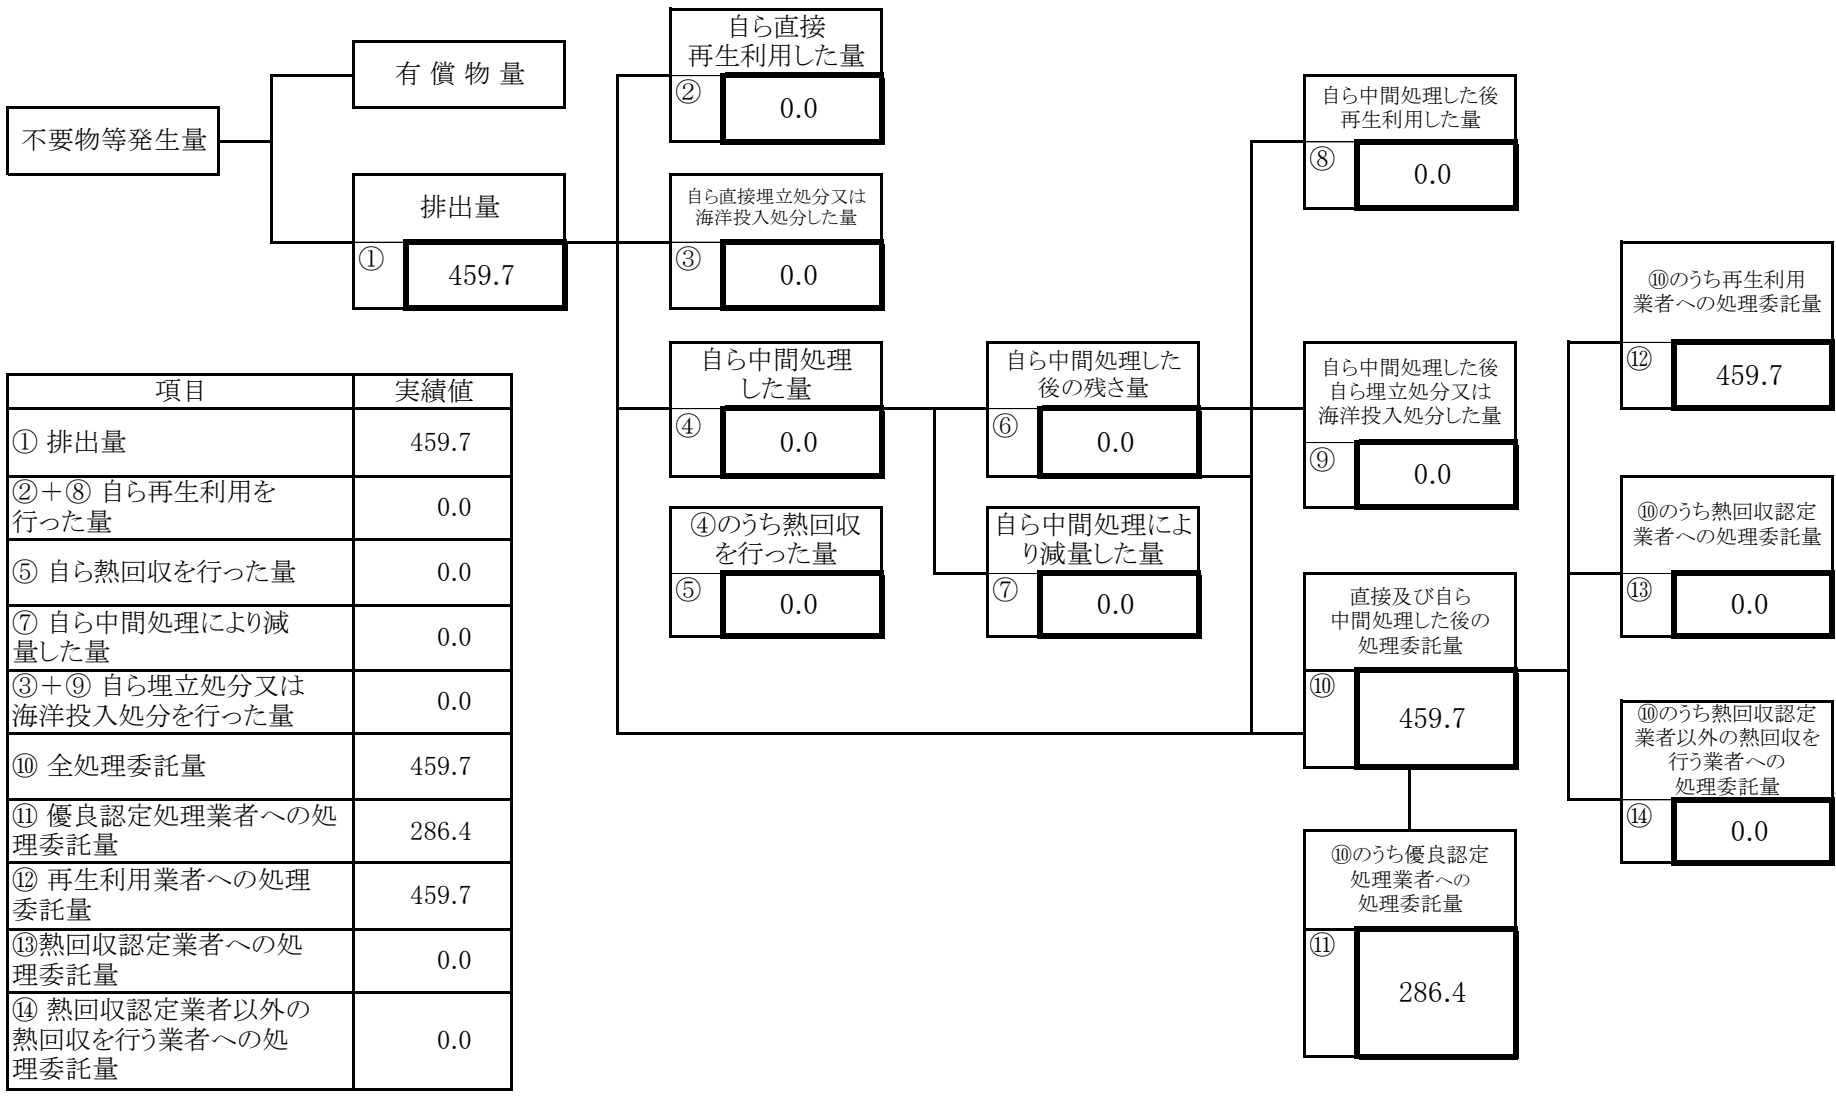 自ら直接
再生利用した量
②
0.0
有 償 物 量
不要物等発生量
排出量
①
459.7
自ら直接埋立処分又は
海洋投入処分した量
③
0.0
自ら中間処理した後
再生利用した量
⑧
0.0
自ら中間処理
した量
④
0.0
自ら中間処理した
後の残さ量
⑥
0.0
自ら中間処理した後
自ら埋立処分又は
海洋投入処分した量
⑨
0.0
⑩のうち再生利用
業者への処理委託量
⑫
459.7
④のうち熱回収
を行った量
⑤
0.0
自ら中間処理によ
り減量した量
⑦
0.0
直接及び自ら
中間処理した後の
処理委託量
⑩
459.7
⑩のうち熱回収認定
業者への処理委託量
⑬
0.0
⑩のうち熱回収認定
業者以外の熱回収を
行う業者への
処理委託量
⑭
0.0
⑩のうち優良認定
処理業者への
処理委託量
⑪
286.4
項目 実績値
① 排出量 459.7
②+⑧ 自ら再生利用を
行った量 0.0
⑤ 自ら熱回収を行った量 0.0
⑦ 自ら中間処理により減
量した量 0.0
③+⑨ 自ら埋立処分又は
海洋投入処分を行った量 0.0
⑩ 全処理委託量 459.7
⑪ 優良認定処理業者への処
理委託量 286.4
⑫ 再生利用業者への処理
委託量 459.7
⑬熱回収認定業者への処
理委託量 0.0
⑭ 熱回収認定業者以外の
熱回収を行う業者への処
理委託量 0.0